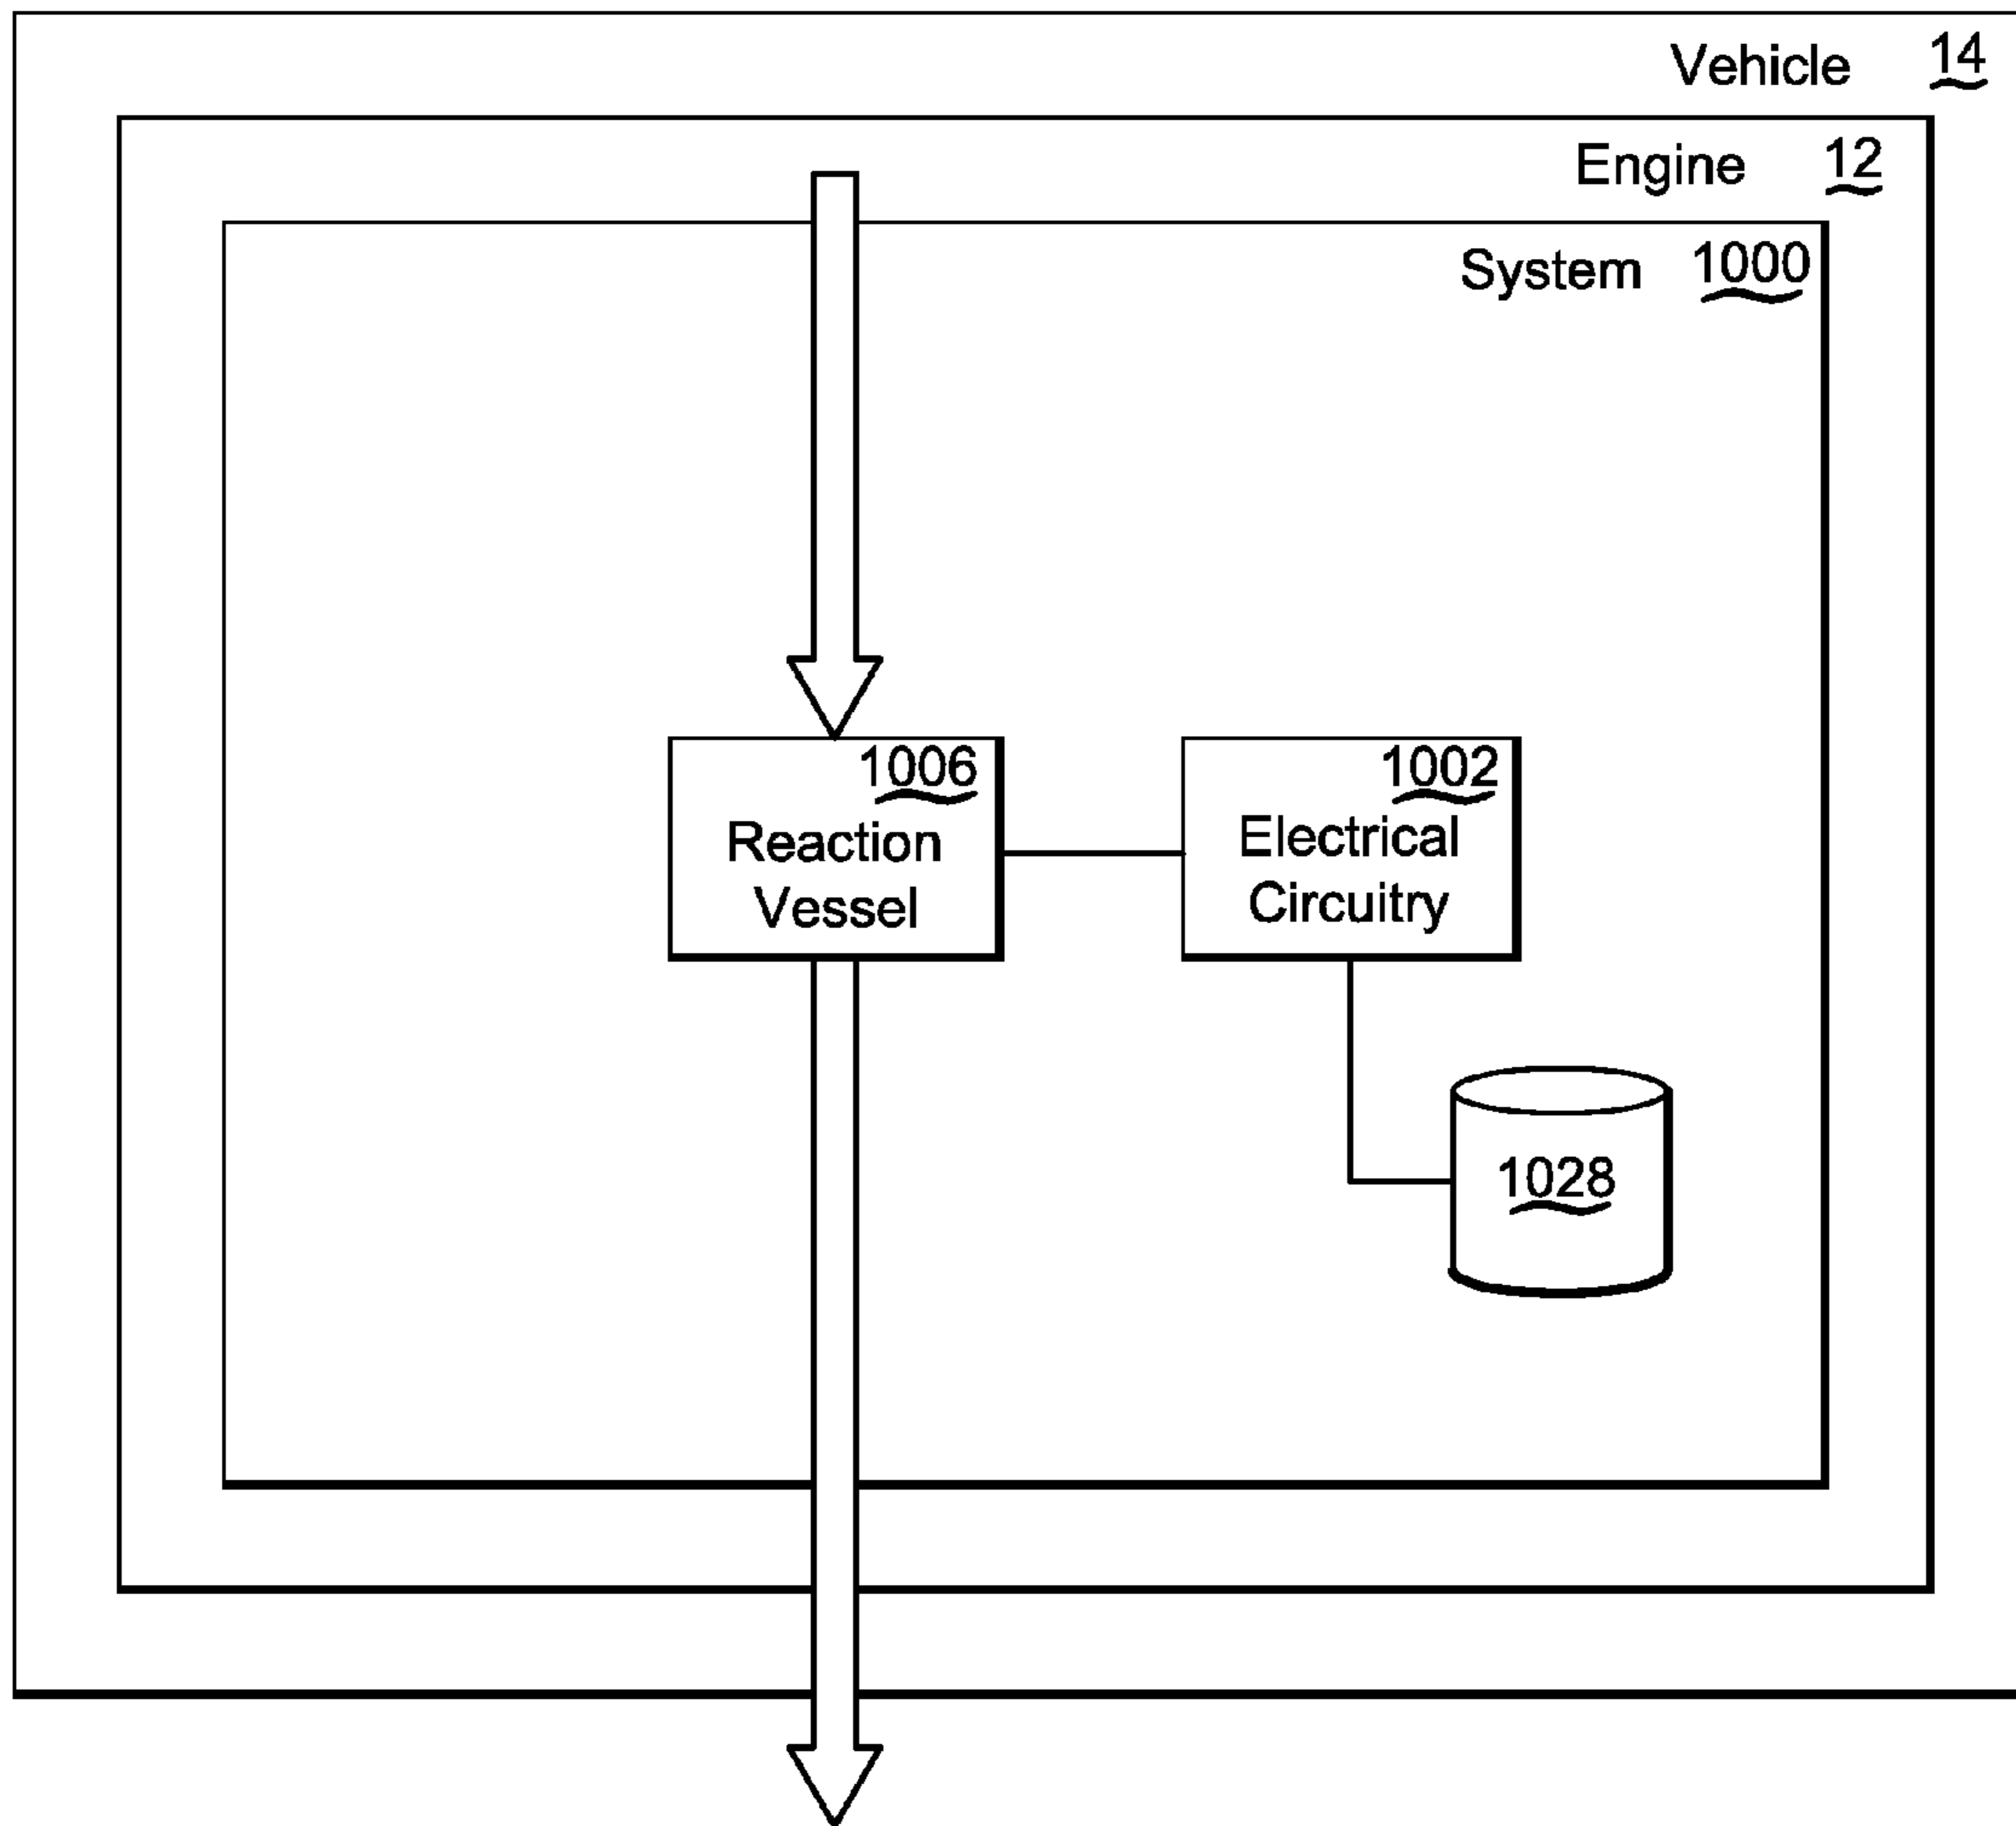 Vehicle 14
Engine 12
System 1000
1006
Reaction
Vessel
1002
Electrical
Circuitry
1028